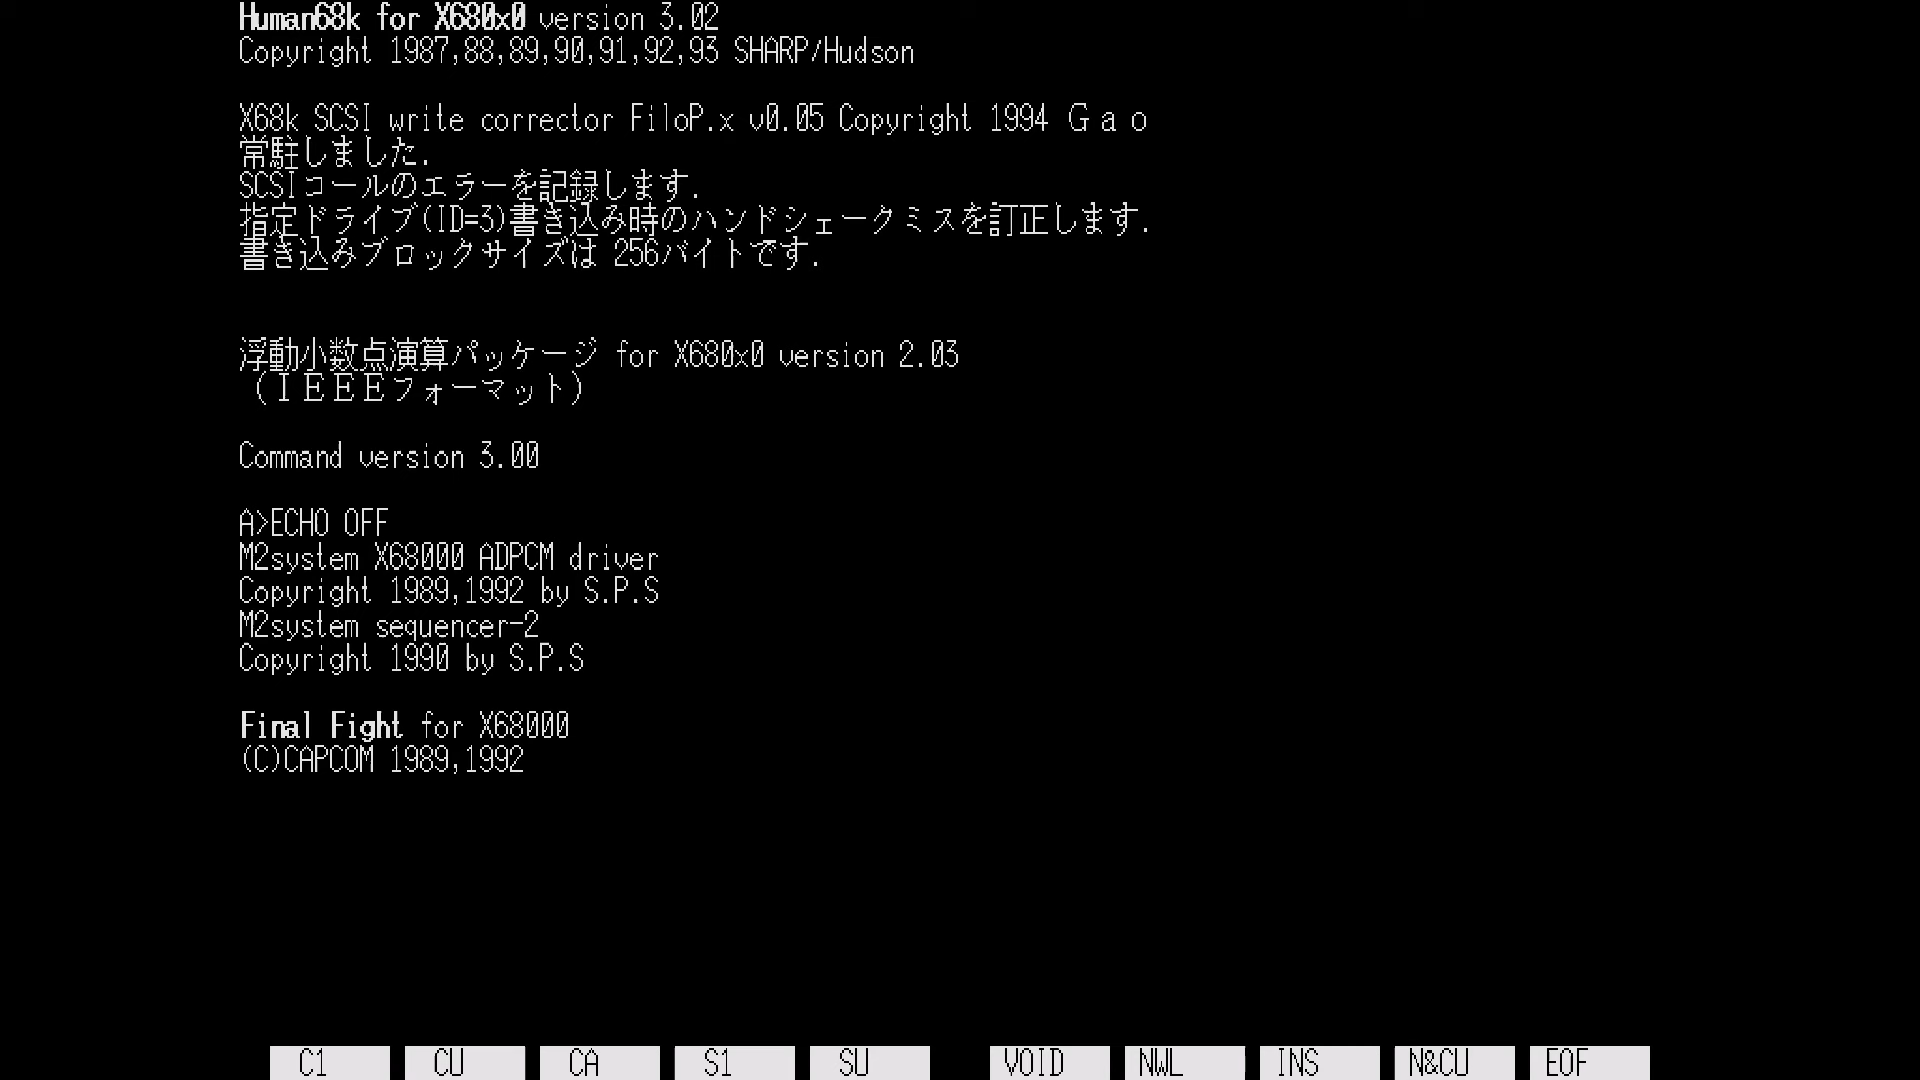 Human68k for X680x0 version 3.02
Copyright 1987,88,89,90,91,92,93 SHARP/Hudson
X68k SCSI write corrector FiloP.x v0.05 Copyright 1994 Ｇａｏ
常駐しました.
SCSIコールのエラーを記録します.
指定ドライブ(ID=3)書き込み時のハンドシェークミスを訂正します.
書き込みブロックサイズは 256バイトです.
浮動小数点演算パッケージ for X680x0 version 2.03
（ＩＥＥＥフォーマット）
Command version 3.00
A>ECHO OFF
M2system X68000 ADPCM driver
Copyright 1989,1992 by S.P.S
M2system sequencer-2
Copyright 1990 by S.P.S
Final Fight for X68000
(C)CAPCOM 1989,1992
C1 CU CA S1 SU VOID NWL INS N&CU EOF